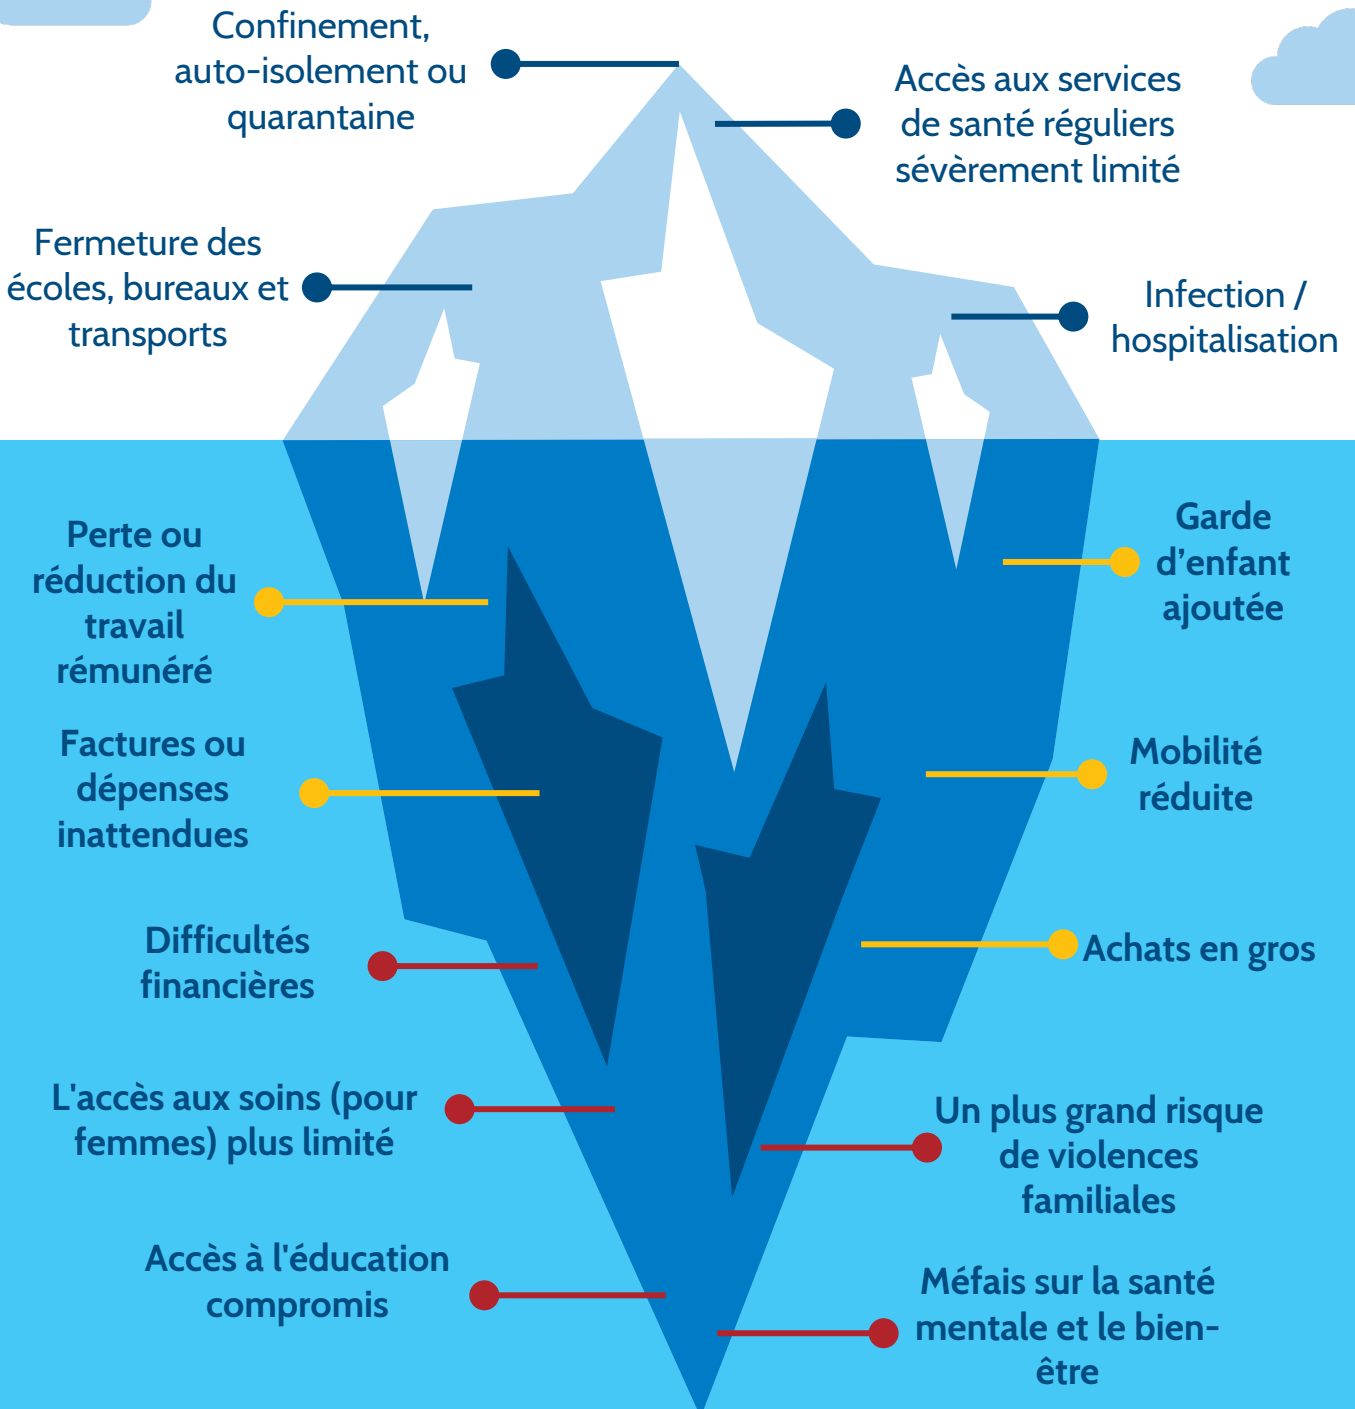 Confinement,
auto-isolement ou
quarantaine
Accès aux services
de santé réguliers
sévèrement limité
Fermeture des
écoles, bureaux et
transports
Infection /
hospitalisation
Perte ou
réduction du
travail
rémunéré
Garde
d’enfant
ajoutée
Factures ou
dépenses
inattendues
Mobilité
réduite
Difficultés
financières
Achats en gros
L'accès aux soins (pour
femmes) plus limité
Un plus grand risque
de violences
familiales
Accès à l'éducation
compromis
Méfais sur la santé
mentale et le bien-
être